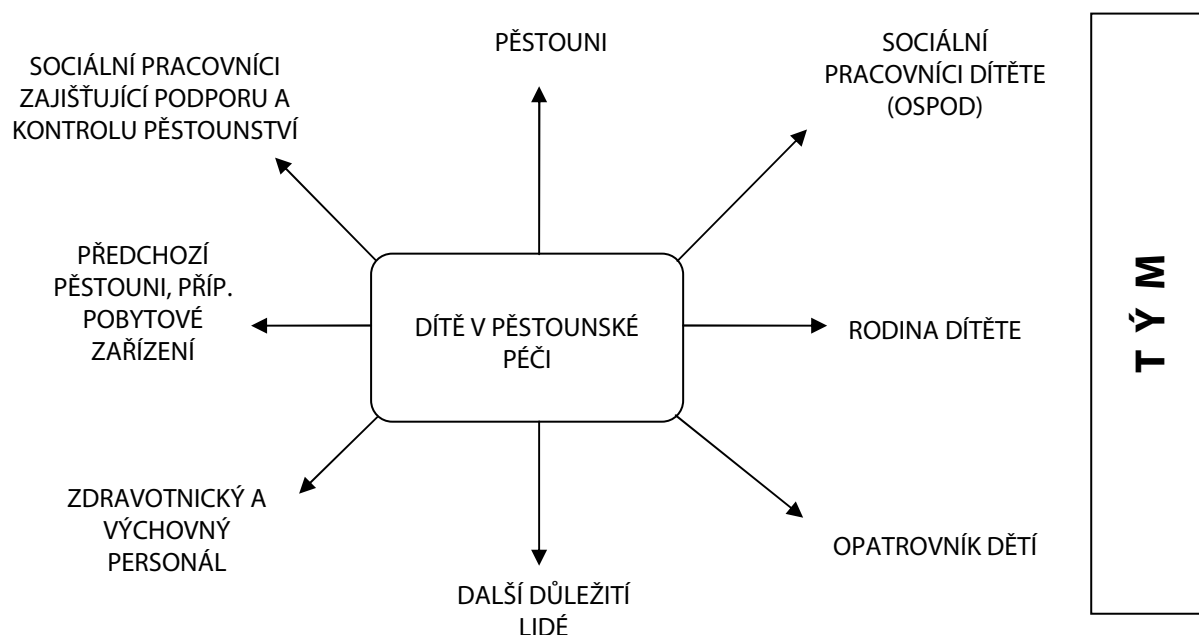 PĚSTOUNI
SOCIÁLNÍ
PRACOVNÍCI DÍTĚTE
(OSPOD)
SOCIÁLNÍ PRACOVNÍCI
ZAJIŠŤUJÍCÍ PODPORU A
KONTROLU PĚSTOUNSTVÍ
PŘEDCHOZÍ
PĚSTOUNI, PŘÍP.
POBYTOVÉ
ZAŘÍZENÍ
DÍTĚ V PĚSTOUNSKÉ
PÉČI
RODINA DÍTĚTE
ZDRAVOTNICKÝ A
VÝCHOVNÝ
PERSONÁL
DALŠÍ DŮLEŽITÍ
LIDÉ
OPATROVNÍK DĚTÍ
T Ý M